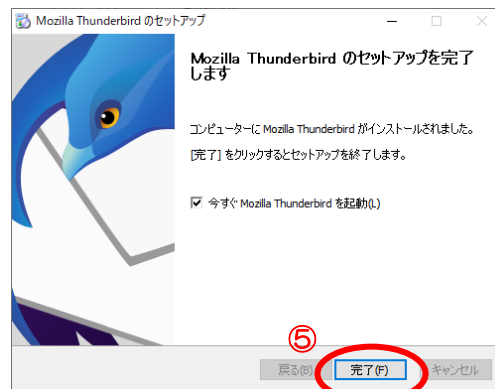 Mozilla Thunderbird のセットアップ
Mozilla Thunderbird のセットアップを完了
します
コンピューターに Mozilla Thunderbird がインストールされました。
[完了] をクリックするとセットアップを終了します。
今すぐ Mozilla Thunderbird を起動(L)
⑤
戻る(B) 完了(F) キャンセル